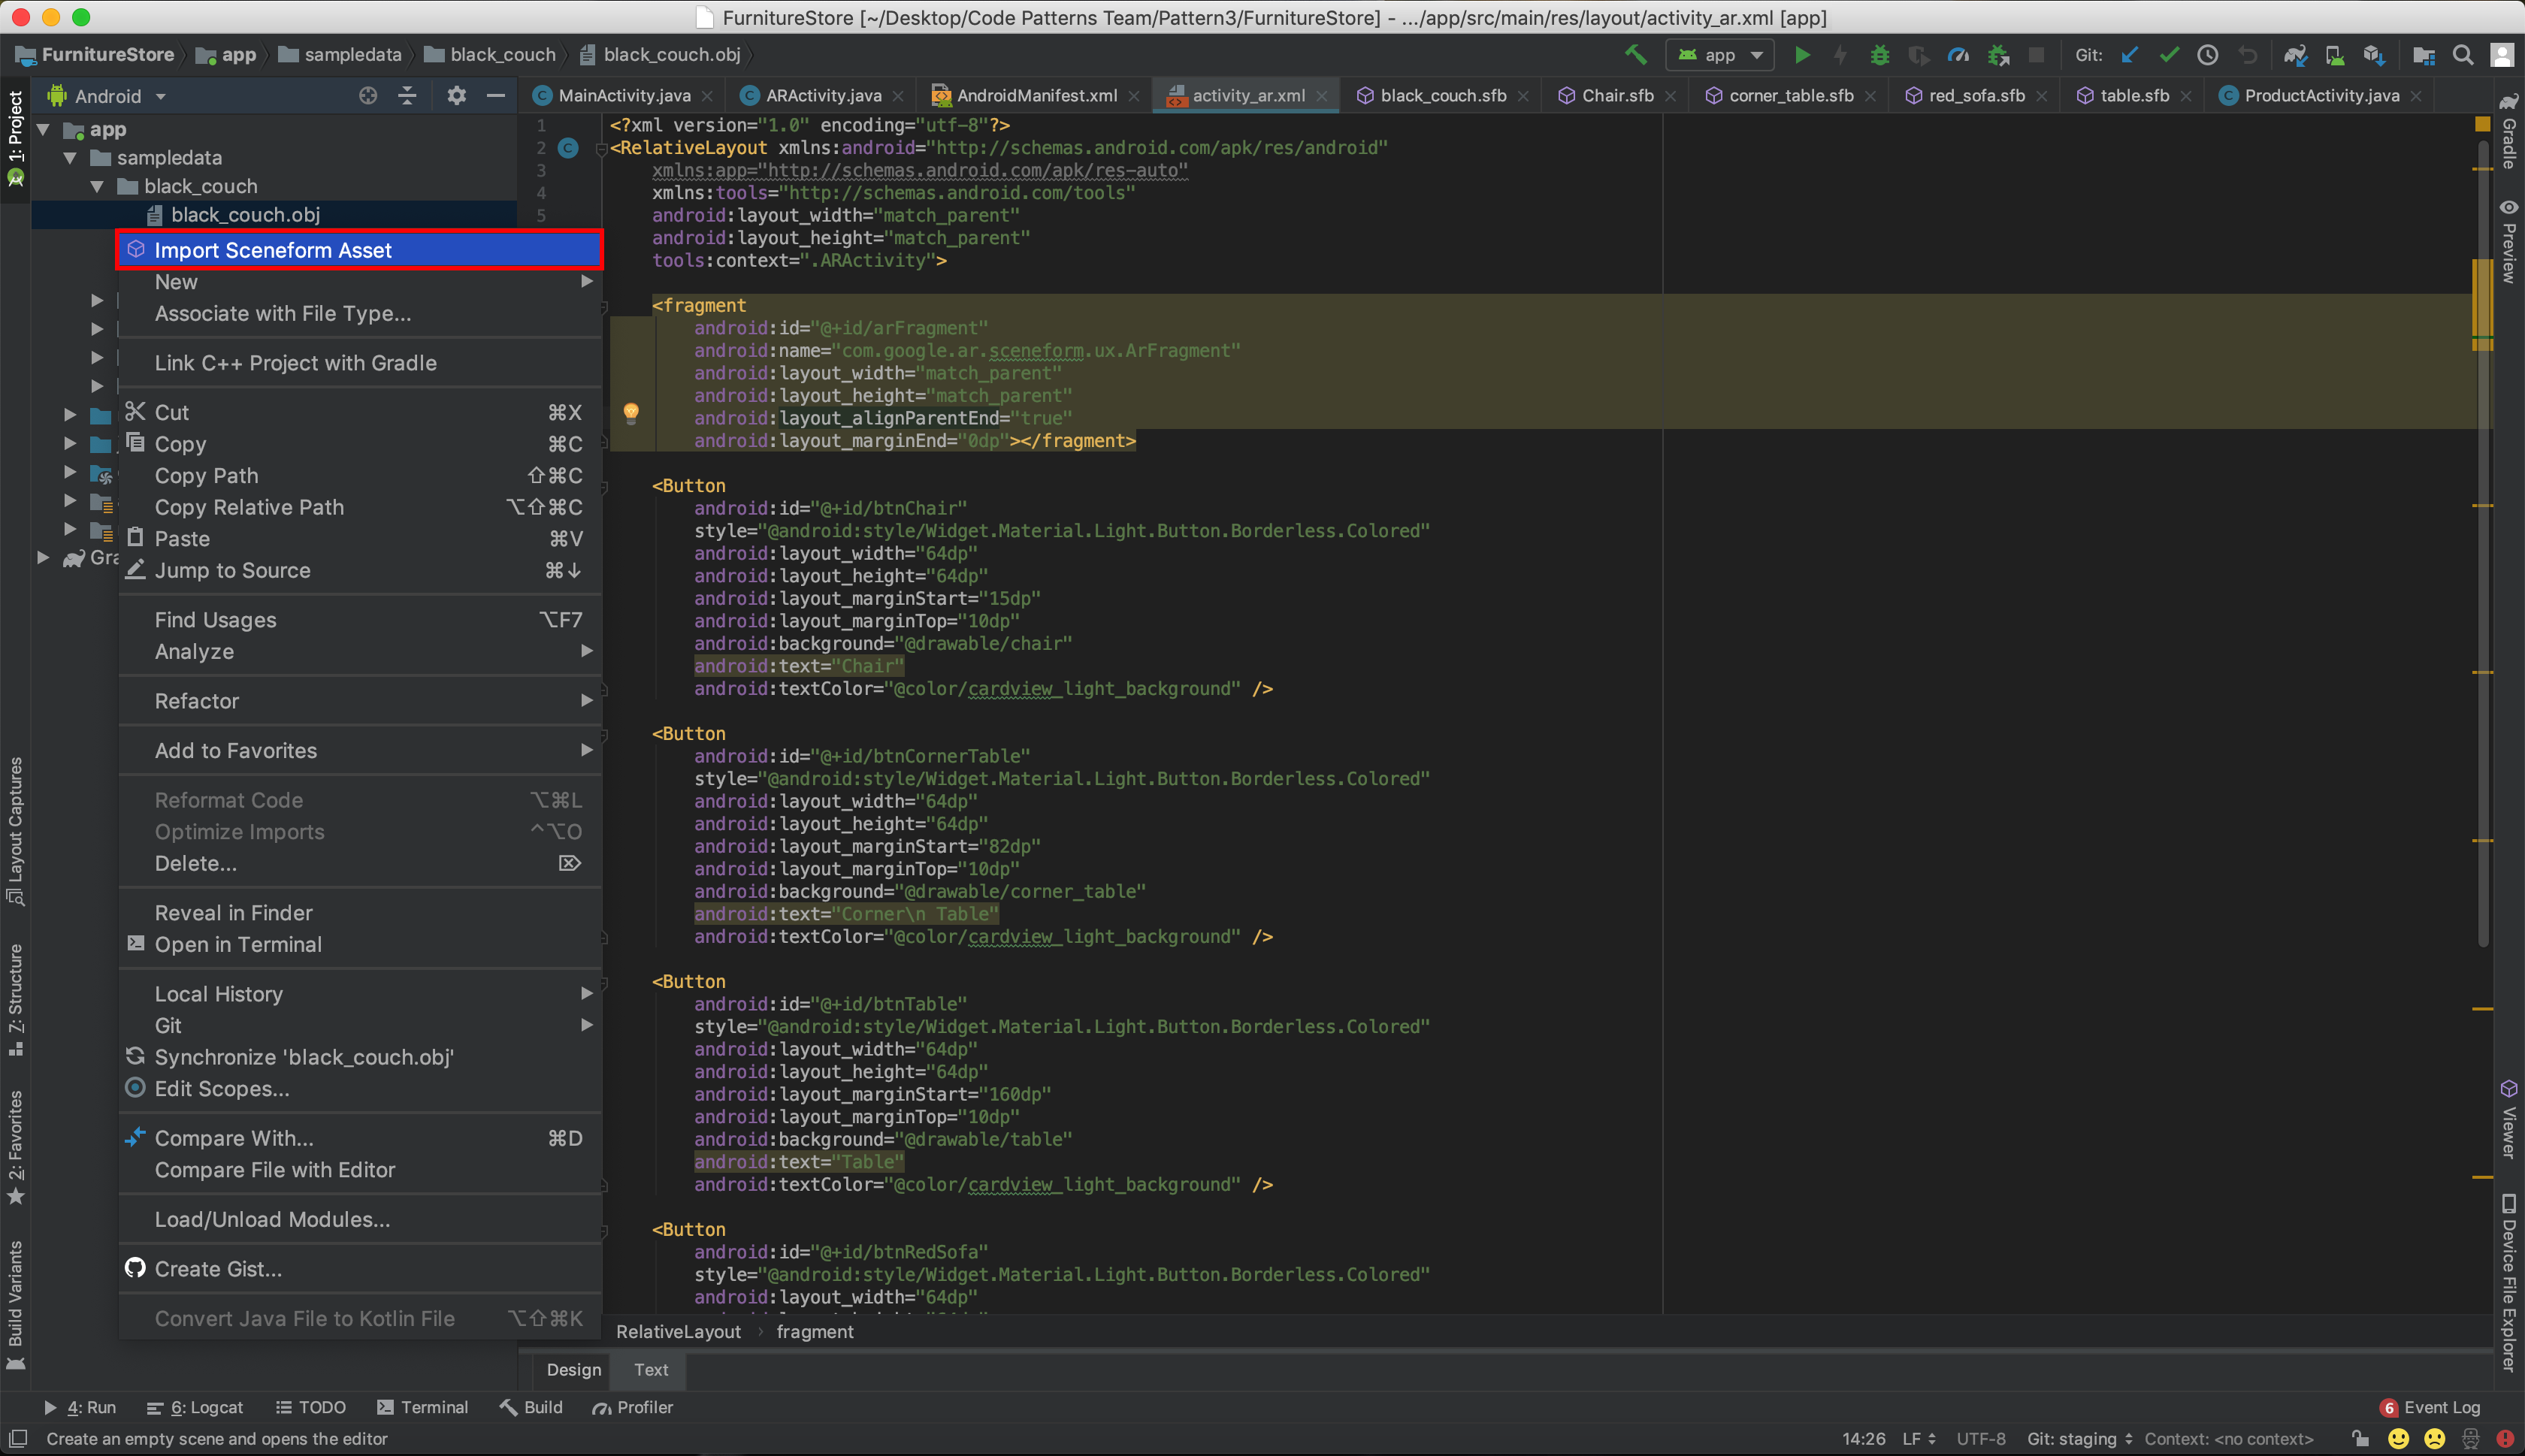 FurnitureStore [~/Desktop/Code Patterns Team/Pattern3/FurnitureStore] - .../app/src/main/res/layout/activity_ar.xml [app]
FurnitureStore app sampledata black_couch black_couch.obj
app
Git:
1: Project
Layout Captures
7: Structure
2: Favorites
Build Variants
Android
app
sampledata
black_couch
black_couch.obj
Gra
Import Sceneform Asset
New
Associate with File Type...
Link C++ Project with Gradle
Cut ⌘X
Copy ⌘C
Copy Path ⇧⌘C
Copy Relative Path ⌥⇧⌘C
Paste ⌘V
Jump to Source ⌘↓
Find Usages ⌥F7
Analyze
Refactor
Add to Favorites
Reformat Code ⌥⌘L
Optimize Imports ^⌥O
Delete... ⌦
Reveal in Finder
Open in Terminal
Local History
Git
Synchronize 'black_couch.obj'
Edit Scopes...
Compare With... ⌘D
Compare File with Editor
Load/Unload Modules...
Create Gist...
Convert Java File to Kotlin File ⌥⇧⌘K
MainActivity.java ARActivity.java AndroidManifest.xml activity_ar.xml black_couch.sfb Chair.sfb corner_table.sfb red_sofa.sfb table.sfb ProductActivity.java
1 <?xml version="1.0" encoding="utf-8"?>
2 <RelativeLayout xmlns:android="http://schemas.android.com/apk/res/android"
3 xmlns:app="http://schemas.android.com/apk/res-auto"
4 xmlns:tools="http://schemas.android.com/tools"
5 android:layout_width="match_parent"
android:layout_height="match_parent"
tools:context=".ARActivity">
<fragment
android:id="@+id/arFragment"
android:name="com.google.ar.sceneform.ux.ArFragment"
android:layout_width="match_parent"
android:layout_height="match_parent"
android:layout_alignParentEnd="true"
android:layout_marginEnd="0dp"></fragment>
<Button
android:id="@+id/btnChair"
style="@android:style/Widget.Material.Light.Button.Borderless.Colored"
android:layout_width="64dp"
android:layout_height="64dp"
android:layout_marginStart="15dp"
android:layout_marginTop="10dp"
android:background="@drawable/chair"
android:text="Chair"
android:textColor="@color/cardview_light_background" />
<Button
android:id="@+id/btnCornerTable"
style="@android:style/Widget.Material.Light.Button.Borderless.Colored"
android:layout_width="64dp"
android:layout_height="64dp"
android:layout_marginStart="82dp"
android:layout_marginTop="10dp"
android:background="@drawable/corner_table"
android:text="Corner\n Table"
android:textColor="@color/cardview_light_background" />
<Button
android:id="@+id/btnTable"
style="@android:style/Widget.Material.Light.Button.Borderless.Colored"
android:layout_width="64dp"
android:layout_height="64dp"
android:layout_marginStart="160dp"
android:layout_marginTop="10dp"
android:background="@drawable/table"
android:text="Table"
android:textColor="@color/cardview_light_background" />
<Button
android:id="@+id/btnRedSofa"
style="@android:style/Widget.Material.Light.Button.Borderless.Colored"
android:layout_width="64dp"
RelativeLayout fragment
Design Text
Gradle
Preview
Viewer
Device File Explorer
4: Run 6: Logcat TODO Terminal Build Profiler
6 Event Log
Create an empty scene and opens the editor
14:26 LF UTF-8 Git: staging Context: <no context>